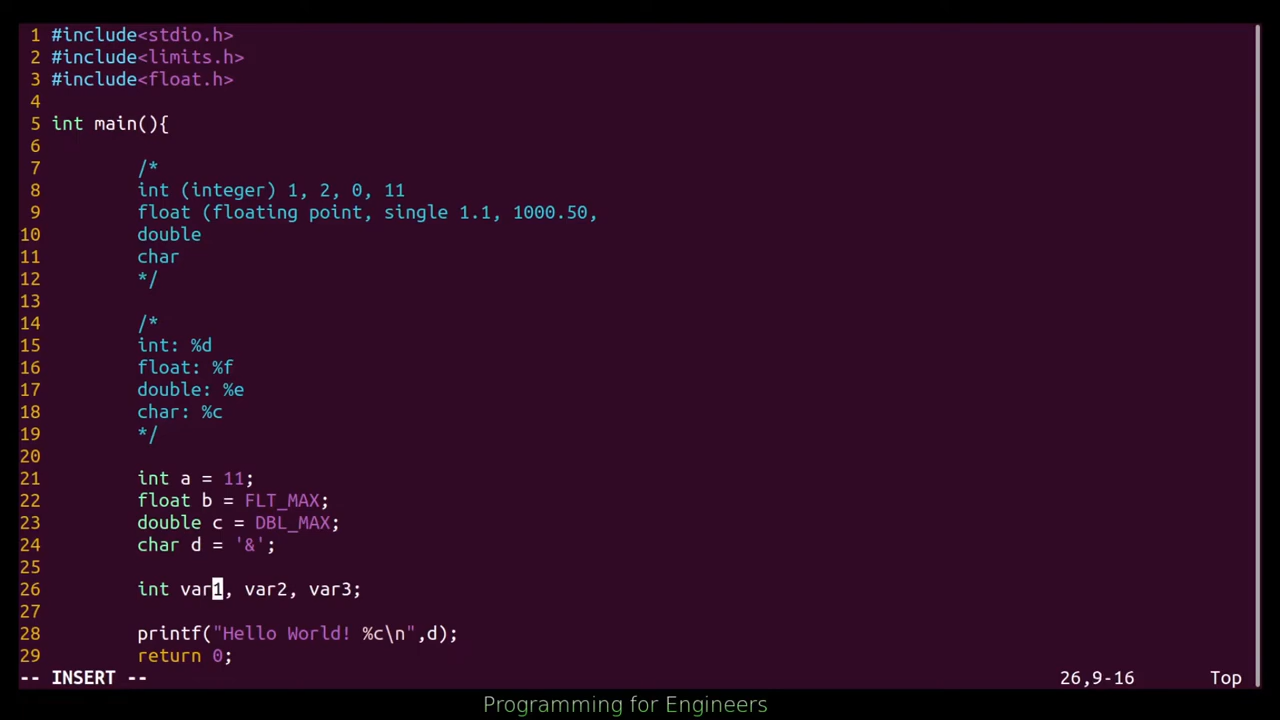 1 #include<stdio.h>
2 #include<limits.h>
3 #include<float.h>
4
5 int main(){
6
7 /*
8 int (integer) 1, 2, 0, 11
9 float (floating point, single 1.1, 1000.50,
10 double
11 char
12 */
13
14 /*
15 int: %d
16 float: %f
17 double: %e
18 char: %c
19 */
20
21 int a = 11;
22 float b = FLT_MAX;
23 double c = DBL_MAX;
24 char d = '&';
25
26 int var1, var2, var3;
27
28 printf("Hello World! %c\n",d);
29 return 0;
-- INSERT -- 26,9-16 Top
Programming for Engineers